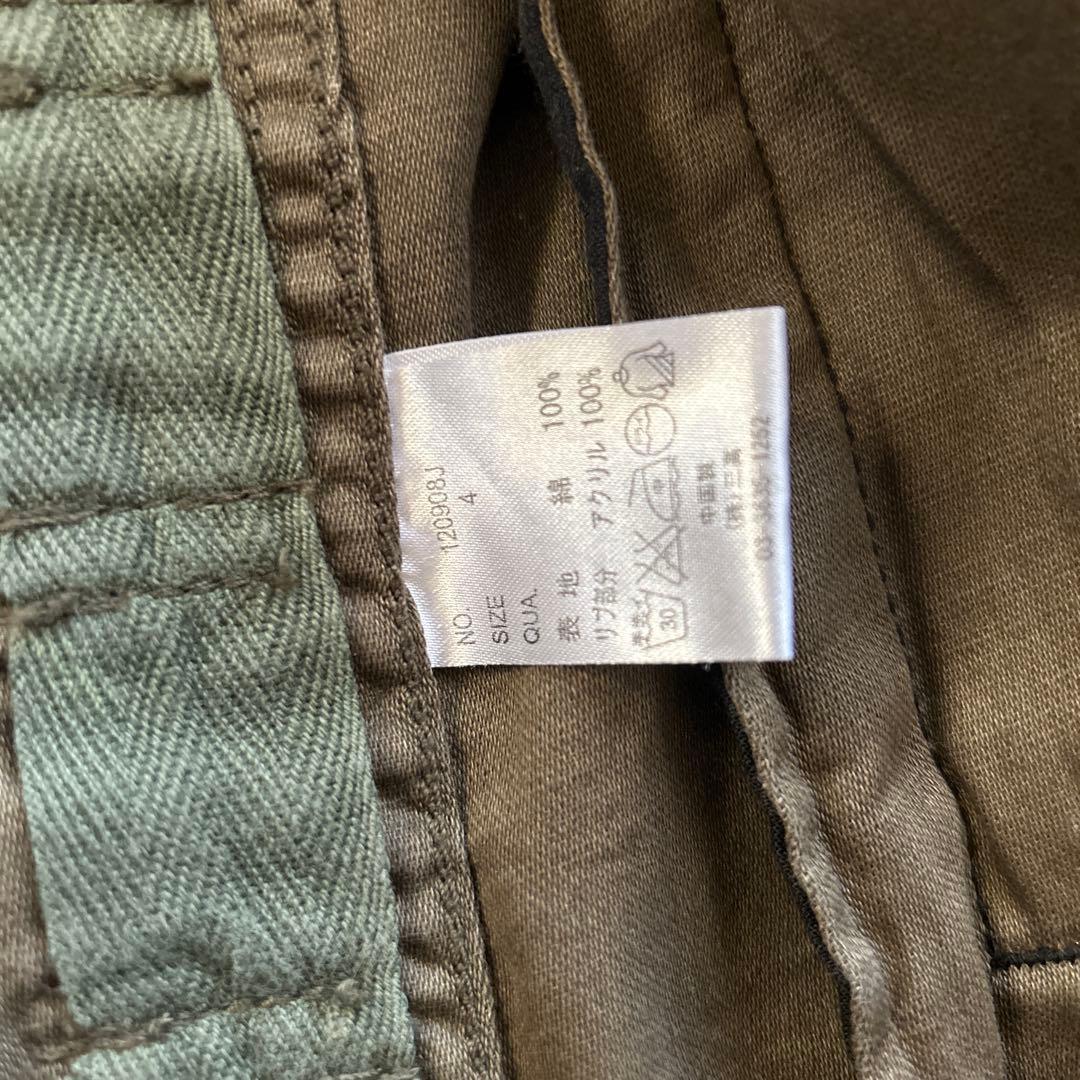 NO. 120908J
SIZE 4
QUA.
表地 綿 100%
リブ部分 アクリル 100%
30
中国製